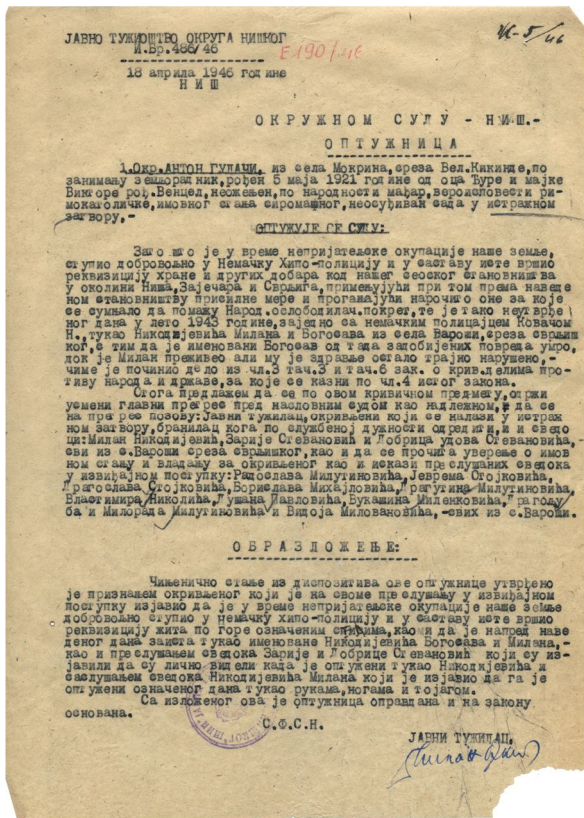 ЈАВНО ТУЖИОШТВО ОКРУГА НИШКОГ
И.Бр.486/46
18 априла 1946 године
НИШ
Е190/46
ОКРУЖНОМ СУДУ - НИШ.-
ОПТУЖНИЦА
1.Окр.АНТОН ГУЛАЧИ, из села Мокрина, среза Вел.Кикинде,по
занимању земљорадник,рођен 5 маја 1921 године од оца Ђуре и мајке
Викторе рођ.Венцел,неожењен,по народности мађар,вероисповести ри-
мокатоличке,имовног стања сиромашног,неосуђиван сада у истражном
затвору,-
ОПТУЖУЈЕ СЕ СУДУ:
Зато што је у време непријатељске окупације наше земље,
ступио добровољно у Немачку Хипо-полицију и у саставу исте вршио
реквизицију хране и других добара код нашег сеоског становништва
у околини Ниша,Зајечара и Сврљига,примењујући при том према наведе
ном становништву присилне мере и прогањајући нарочито оне за које
се сумнало да помажу Народ.ослободилач.покрет,те је тако неутврђе
ног дана у лето 1943 године,заједно са немачким полицајцем Ковачом
Н.,тукао Никодијевића Милана и Богосава из села Вароши,среза сврљиш
ког,с тим да је именовани Богосав од тада задобијених повреда умро,
док је Милан преживео али му је здравље остало трајно нарушено,-
чиме је починио дело из чл.3 тач.3 и тач.6 зак. о крив.делима про-
тиву народа и државе,за које се казни по чл.4 истог закона.
Стога предлажем да се по овом кривичном предмету,одржи
усмени главни претрес пред насловним судом као надлежном,и да се
на претрес позову:Јавни тужилац,окривљени који се налази у истраж
ном затвору,бранилац кога по службеној дужности одредити,и и сведо
ци:Милан Никодијевић,Зарије Стевановић и Добрица удова Стевановића,-
сви из с.Вароши среза сврљишког,као и да се прочита уверење о имов
ном стању и владању за окривљеног као и искази преслушаних сведока
у извиђајном поступку:Радослава Милутиновића,Јеврема Стојковића,
Драгослава Стојковића,Борислава Михајловића,Драгутина Милутиновића,
Властимира Николића,Душана Павловића,Вукашина Миленковића,Драгољу
ба и Милорада Милутиновића и Видоја Миловановића,-свих из с.Вароши.
ОБРАЗЛОЖЕЊЕ:
Чињенично стање из диспозитива ове оптужнице утврђено
је признањем окривљеног који је на своме преслушању у извиђајном
поступку изјавио да је у време непријатељске окупације наше земље
добровољно ступио у немачку хипо-полицију и у саставу исте вршио
реквизицију жита по горе означеним срезима,као и да је напред наве
деног дана заиста тукао именоване Никодијевића Богосава и Милана,-
као и преслушањем сведока Зарије и Добрице Стевановић који су из-
јавили да су лично видели када је оптужени тукао Никодијевића и
саслушањем сведока Никодијевића Милана који је изјавио да га је
оптужени означеног дана тукао рукама,ногама и тојагом.
Са изложеног ова је оптужница оправдана и на закону
основана.
С.Ф.С.Н.
ЈАВНИ ТУЖИЛАЦ,